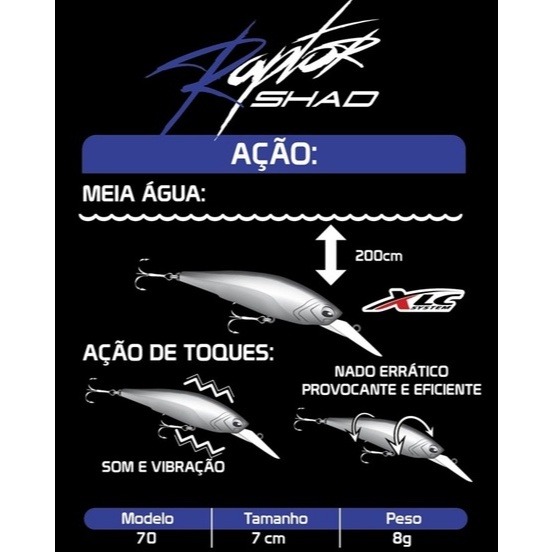 Raptor
SHAD
AÇÃO:
MEIA ÁGUA:
200cm
XLC
SYSTEM
AÇÃO DE TOQUES:
NADO ERRÁTICO
PROVOCANTE E EFICIENTE
SOM E VIBRAÇÃO
Modelo Tamanho Peso
70 7 cm 8g